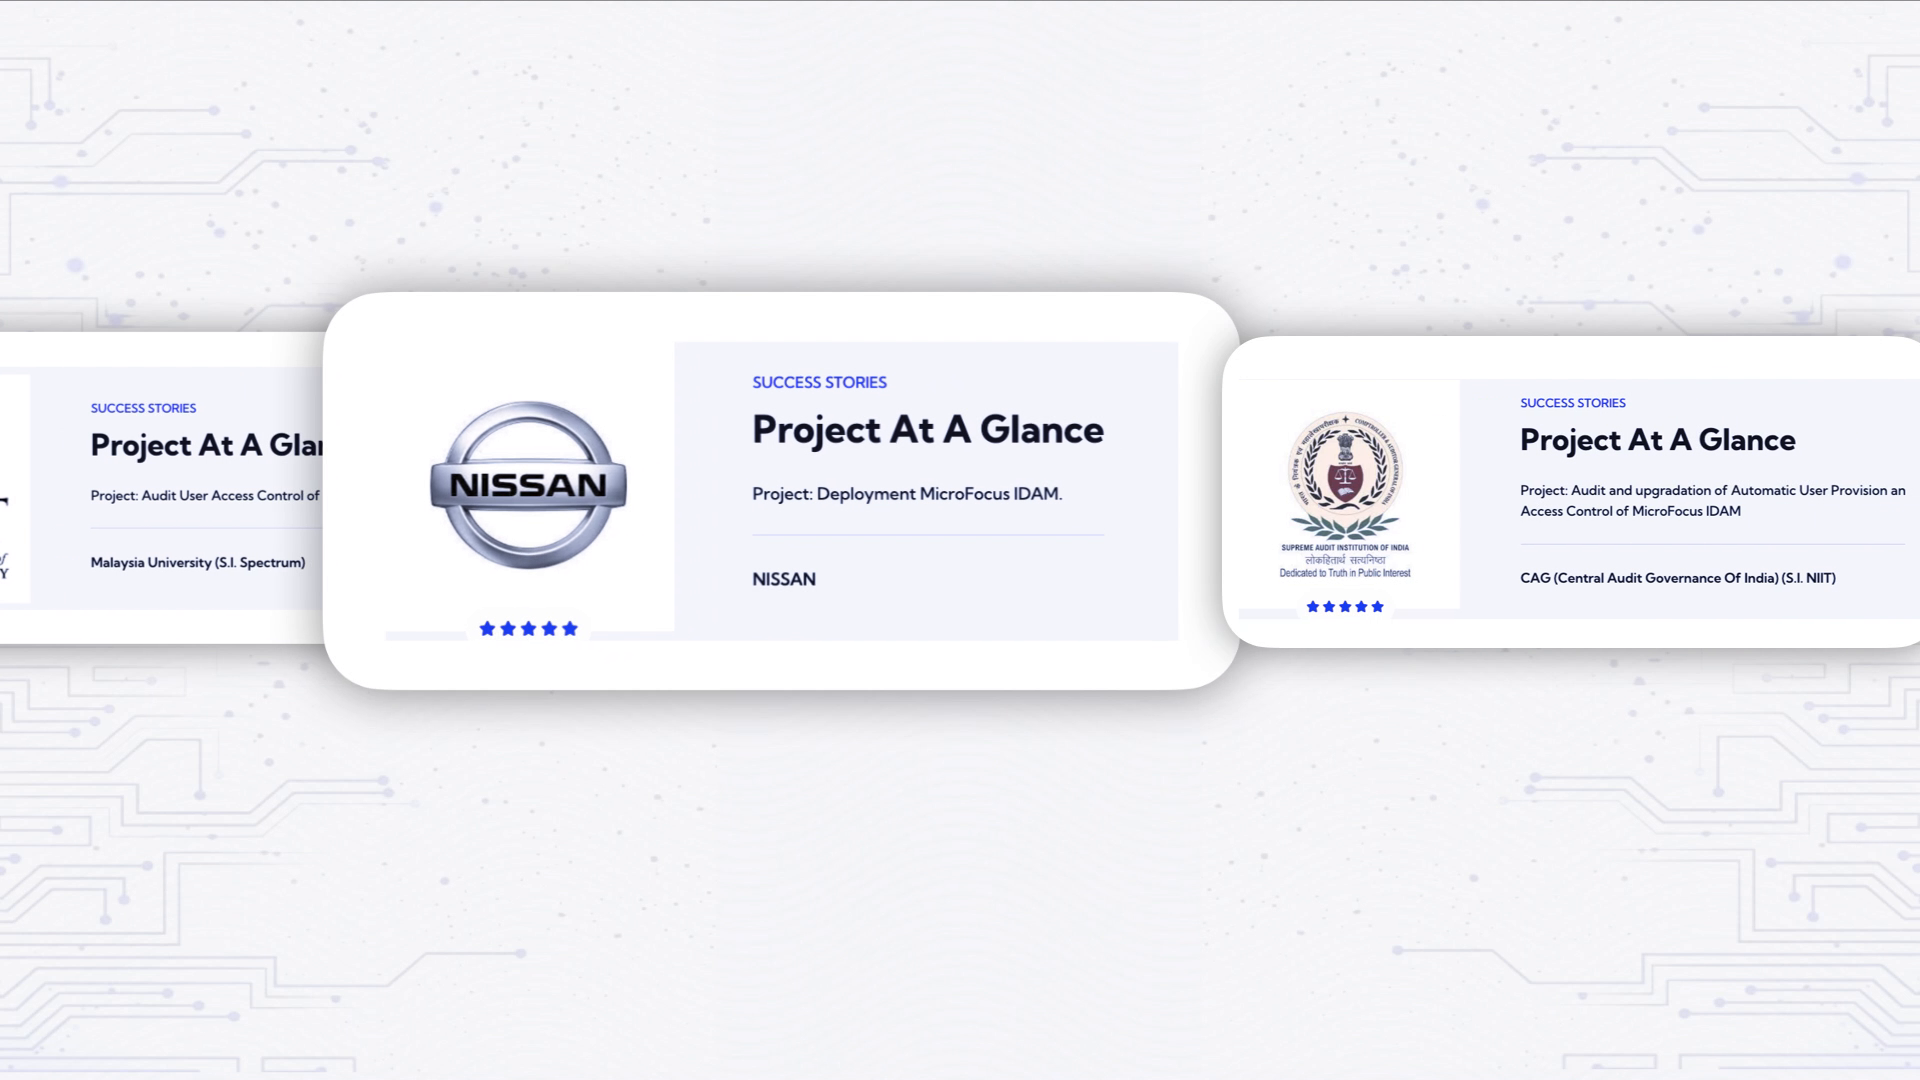 SUCCESS STORIES
Project At A Glan
Project: Audit User Access Control of
Malaysia University (S.I. Spectrum)
NISSAN
SUCCESS STORIES
Project At A Glance
Project: Deployment MicroFocus IDAM.
NISSAN
SUPREME AUDIT INSTITUTION OF INDIA
लोकहितार्थ सत्यनिष्ठा
Dedicated to Truth in Public Interest
SUCCESS STORIES
Project At A Glance
Project: Audit and upgradation of Automatic User Provision an
Access Control of MicroFocus IDAM
CAG (Central Audit Governance Of India) (S.I. NIIT)